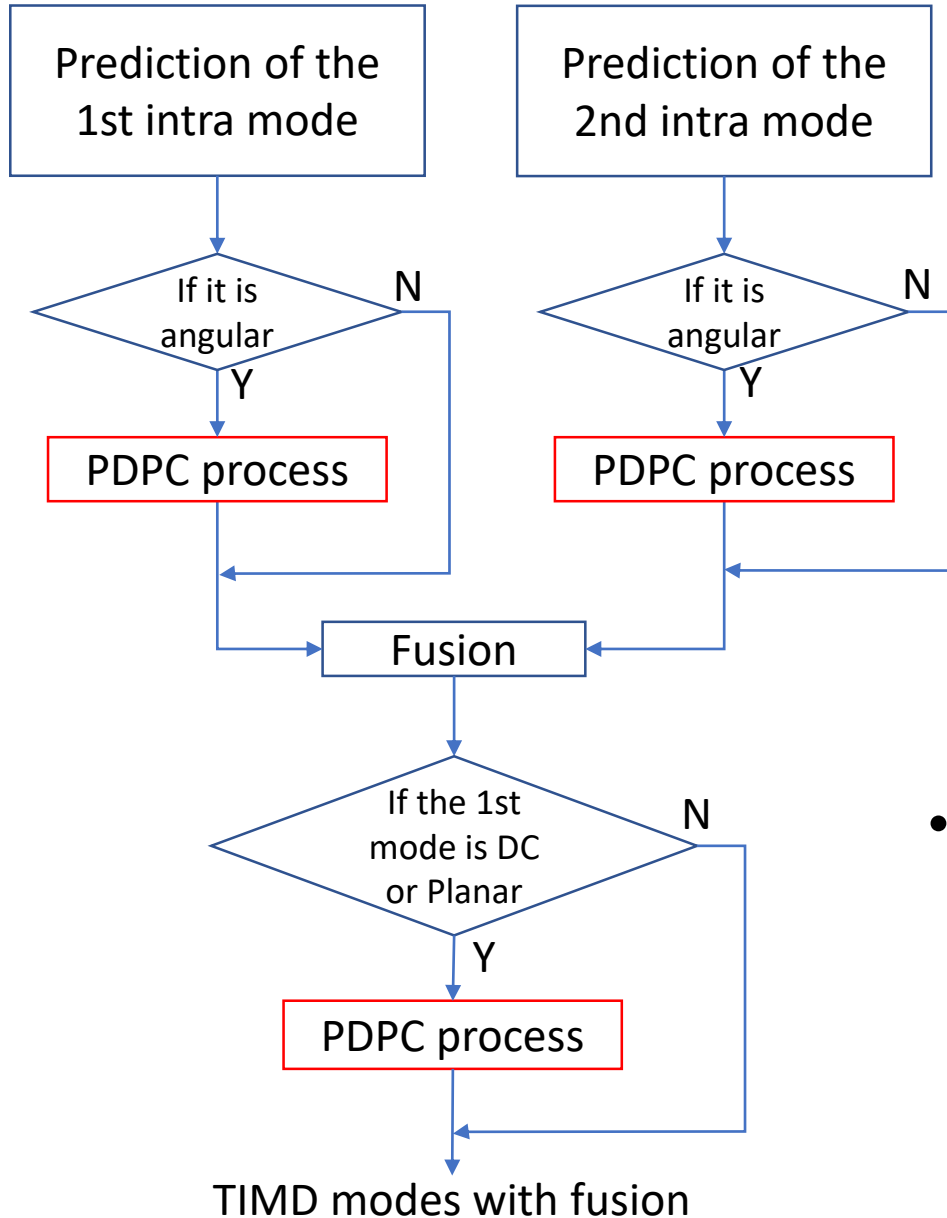 Prediction of the
1st intra mode
Prediction of the
2nd intra mode
If it is
angular
N
Y
If it is
angular
N
Y
PDPC process
PDPC process
Fusion
If the 1st
mode is DC
or Planar
N
Y
•
PDPC process
TIMD modes with fusion